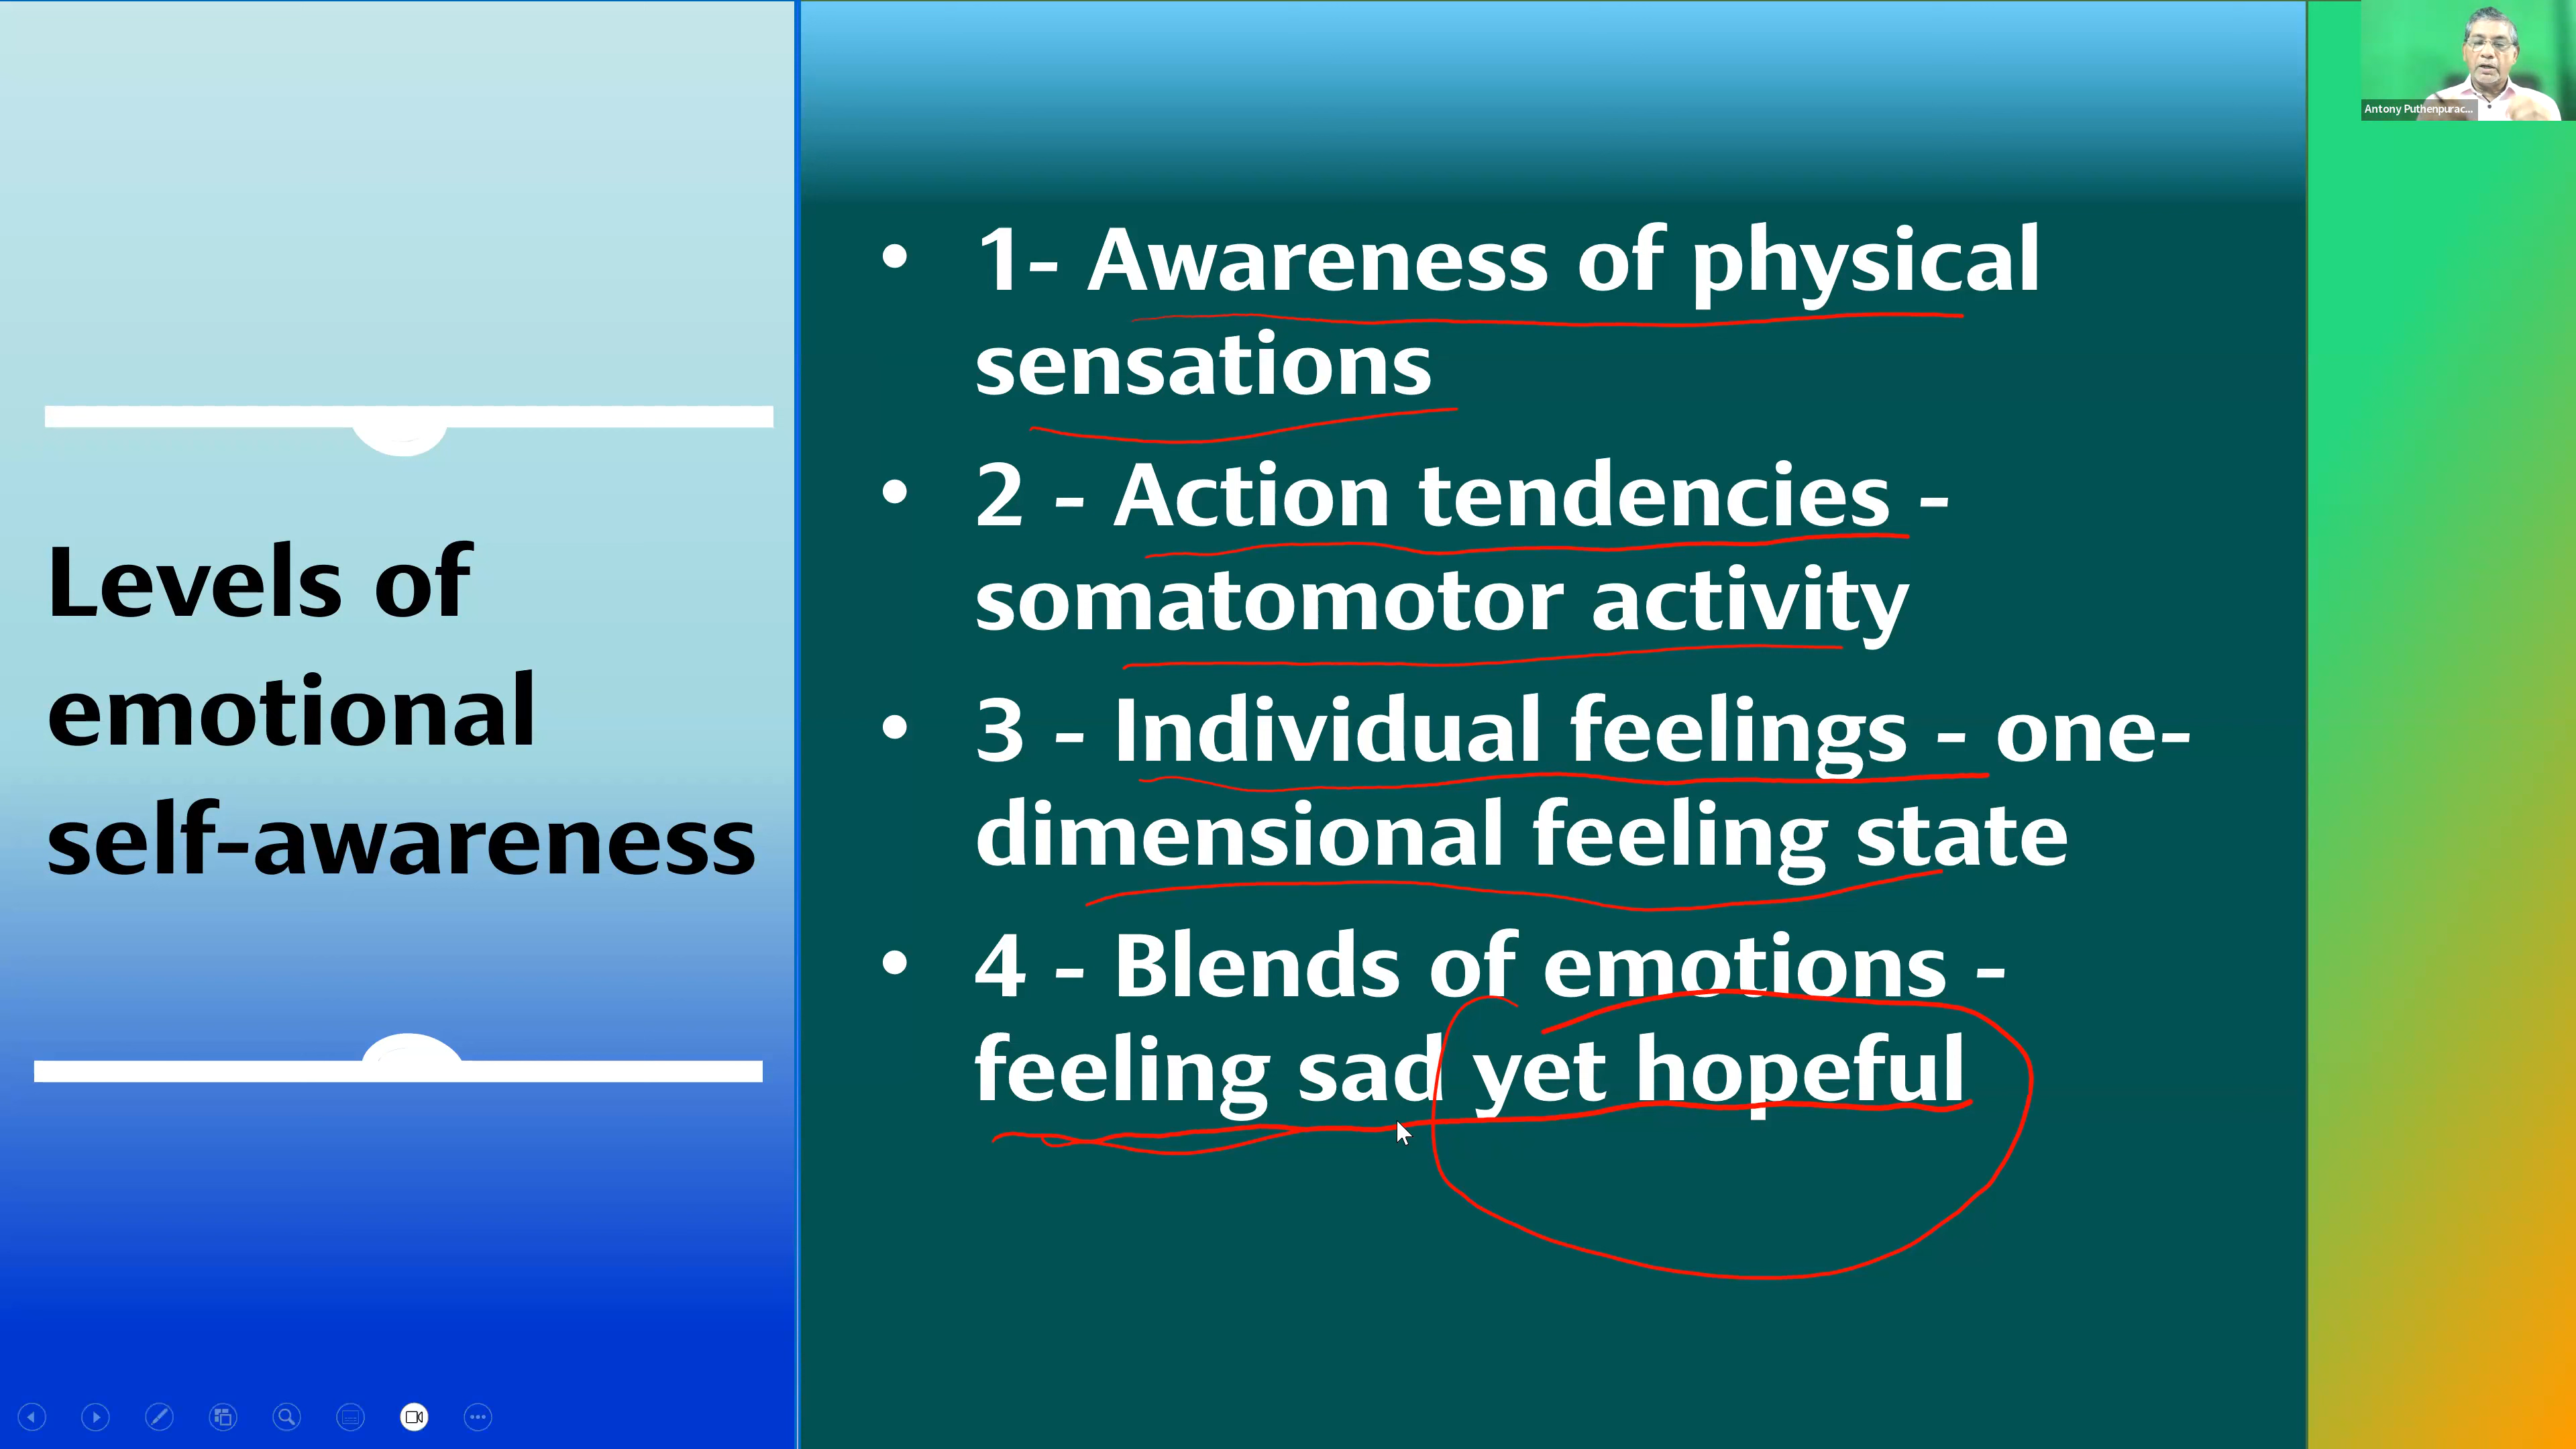 Levels of
emotional
self-awareness
• 1- Awareness of physical
sensations
• 2 - Action tendencies -
somatomotor activity
• 3 - Individual feelings - one-
dimensional feeling state
• 4 - Blends of emotions -
feeling sad yet hopeful
Antony Puthenpurac...